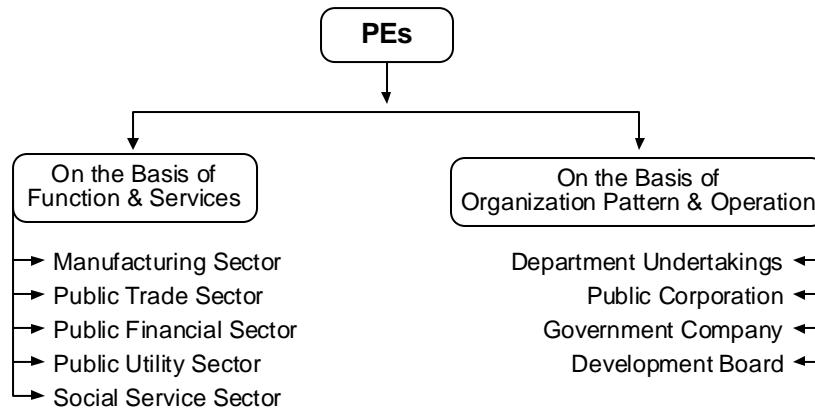 PEs
On the Basis of
Function & Services
On the Basis of
Organization Pattern & Operation
Manufacturing Sector
Public Trade Sector
Public Financial Sector
Public Utility Sector
Social Service Sector
Department Undertakings
Public Corporation
Government Company
Development Board